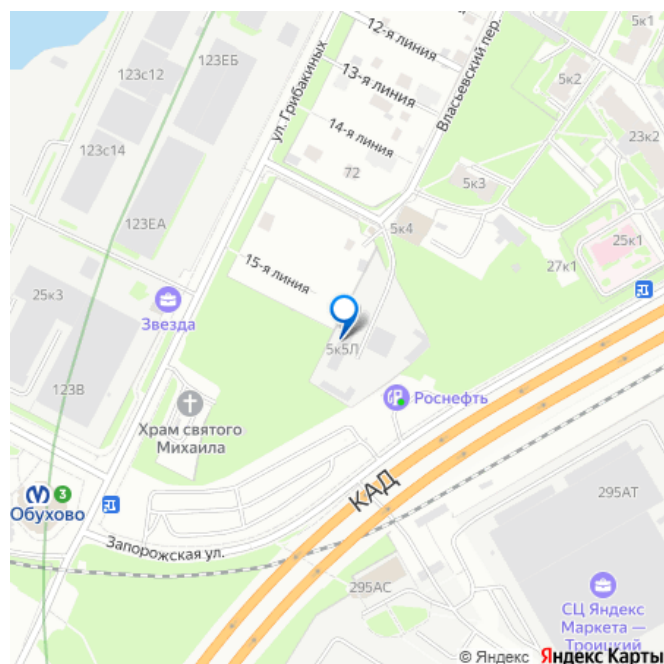 5к1
12-я линия
123ЕБ
123с12
5к2
ул. Грибакиных
13-я линия
Власьевский пер.
23к2
123с14
14-я линия
72
5к3
123ЕА
5к4
25к1
15-я линия
27к1
25к3
Звезда
5к5Л
123В
Роснефть
Храм святого
Михаила
КАД
295АТ
3
Обухово
Запорожская ул.
295АС
СЦ Яндекс
Маркета —
Троицкий
© Яндекс Яндекс Карты